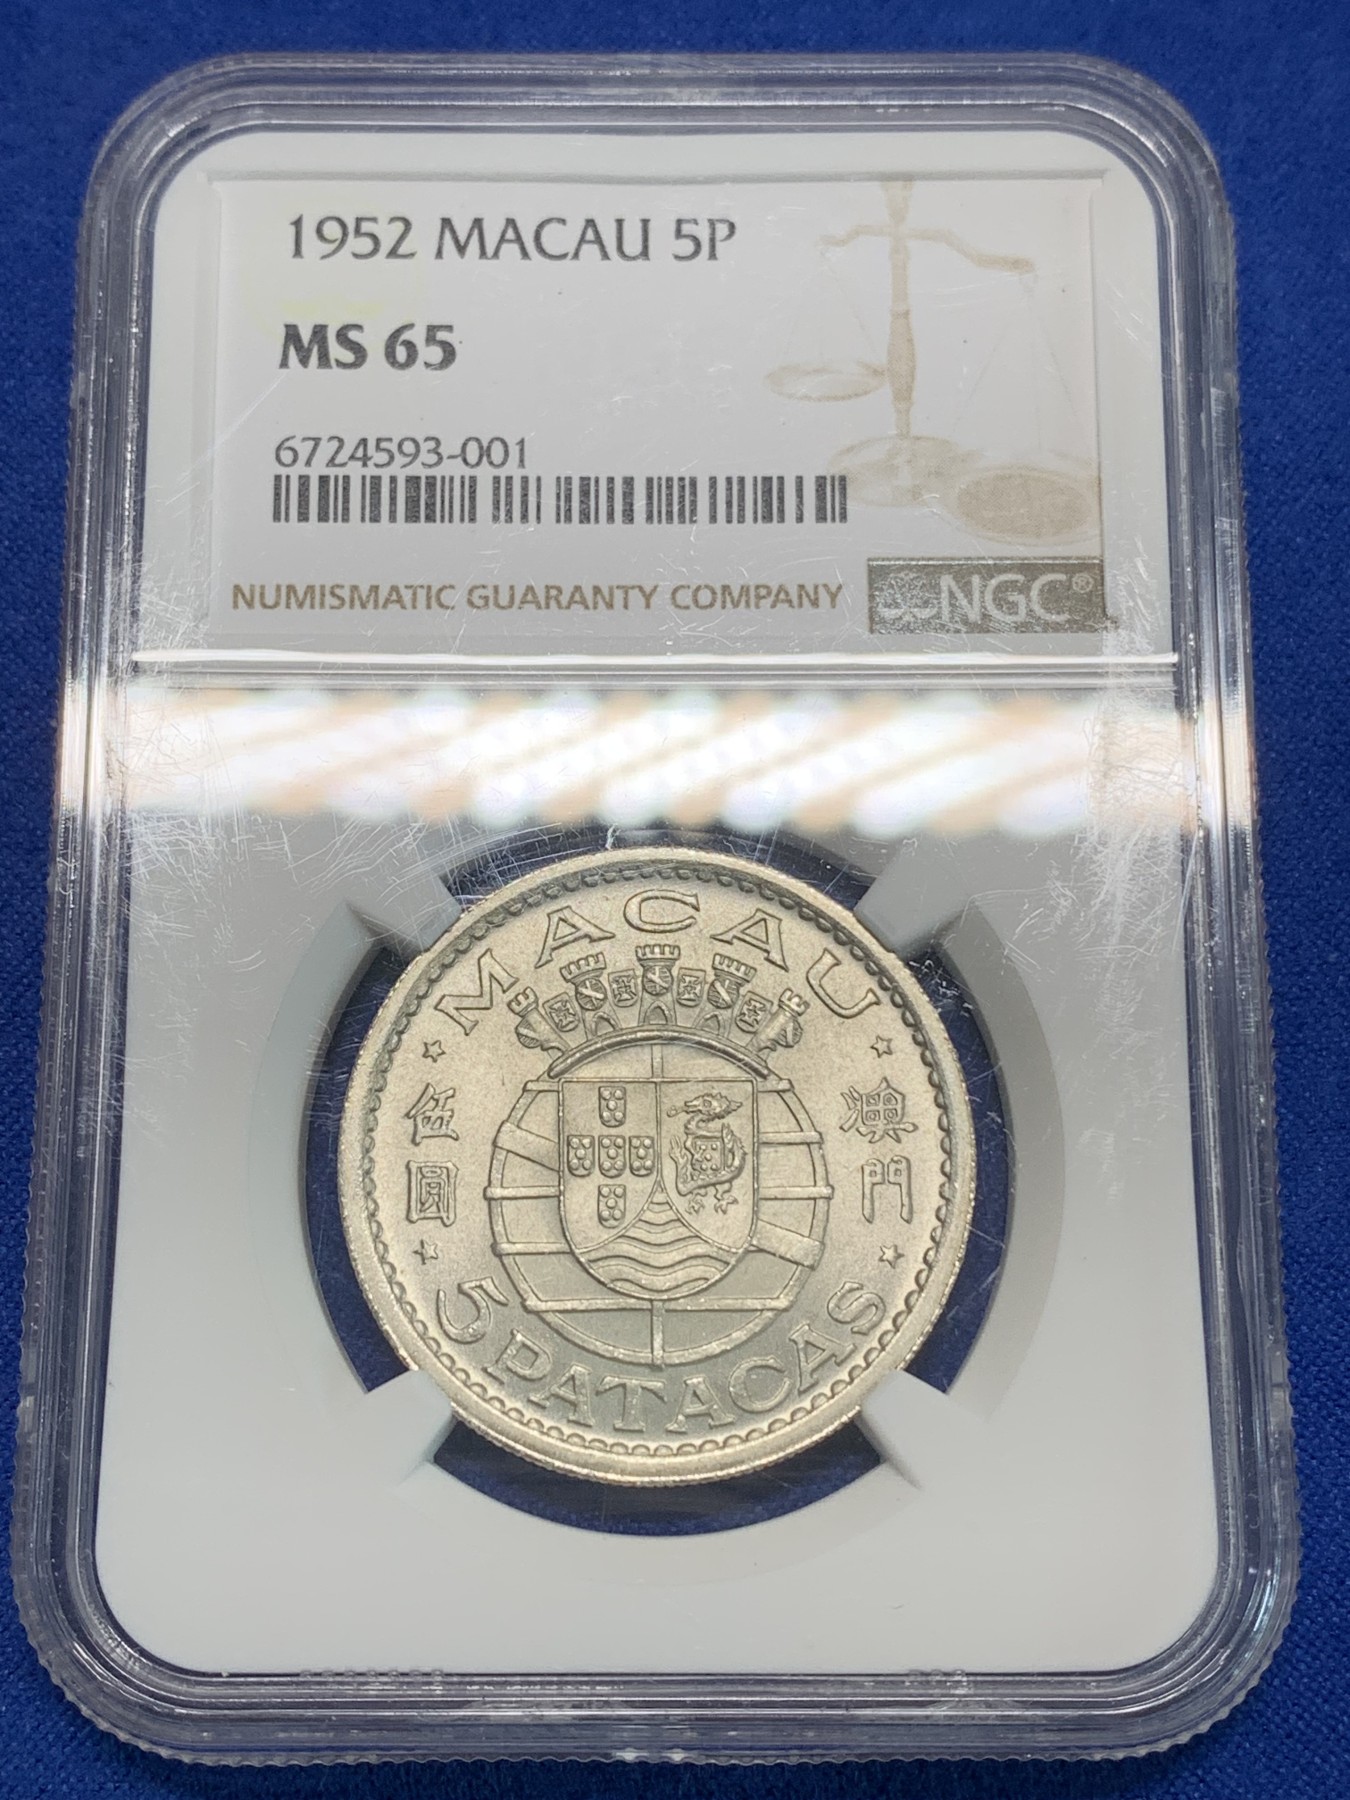 1952 MACAU 5P
MS 65
6724593-001
NUMISMATIC GUARANTY COMPANY
NGC®
MACAU
伍圓
澳門
5 PATACAS